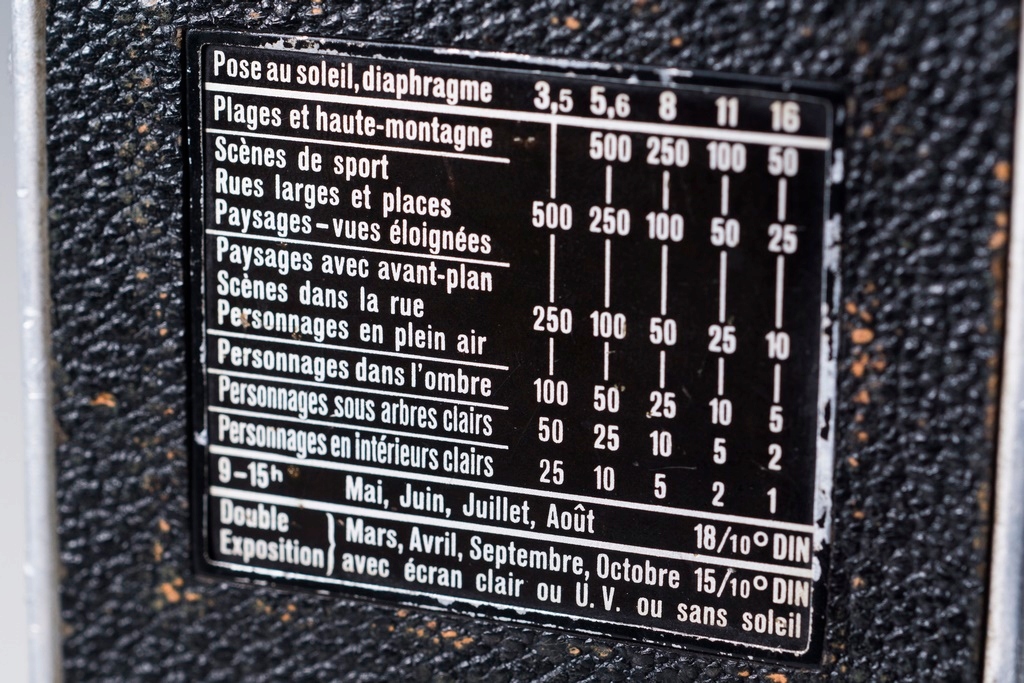 Pose au soleil, diaphragme 3,5 5,6 8 11 16
Plages et haute-montagne 500 250 100 50
Scènes de sport
Rues larges et places 500 250 100 50 25
Paysages – vues éloignées
Paysages avec avant-plan
Scènes dans la rue 250 100 50 25 10
Personnages en plein air
Personnages dans l'ombre 100 50 25 10 5
Personnages sous arbres clairs 50 25 10 5 2
Personnages en intérieurs clairs 25 10 5 2 1
9–15h Mai, Juin, Juillet, Août 18/10° DIN
Double Exposition } Mars, Avril, Septembre, Octobre 15/10° DIN
avec écran clair ou U.V. ou sans soleil